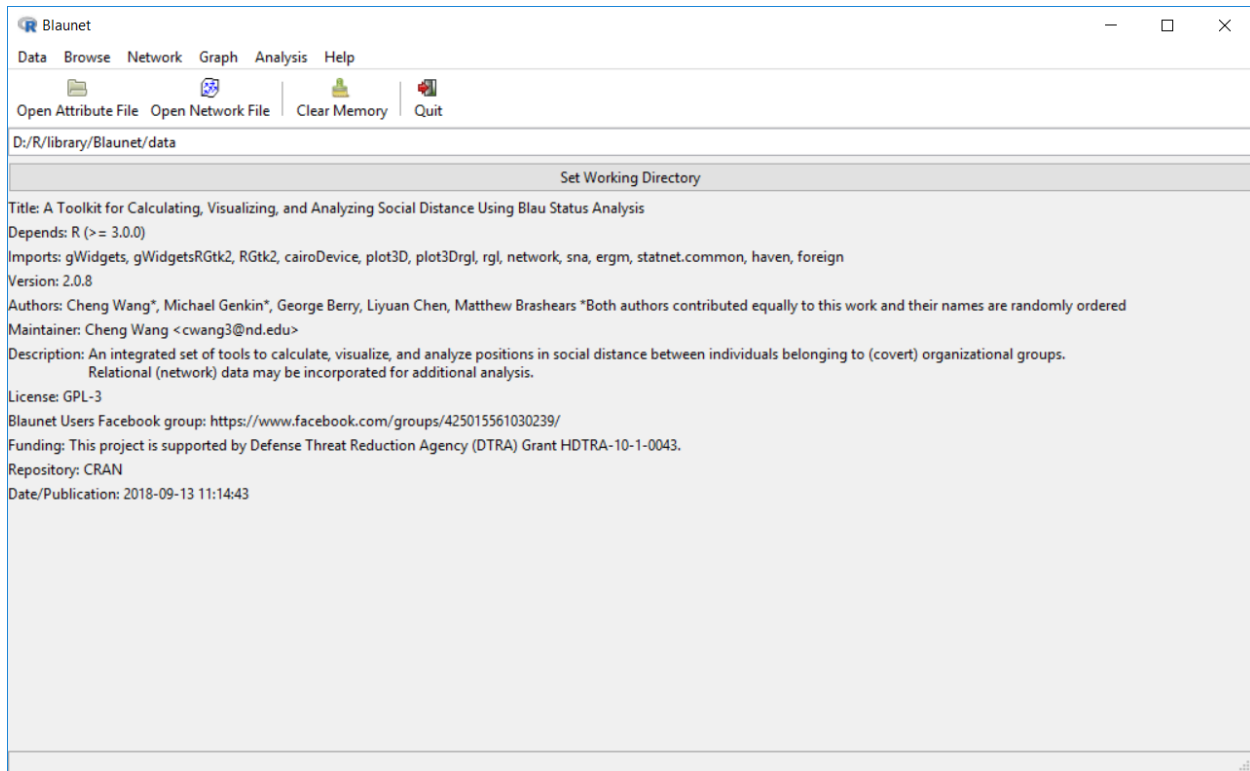 Blaunet
Data Browse Network Graph Analysis Help
Open Attribute File Open Network File Clear Memory Quit
D:/R/library/Blaunet/data
Set Working Directory
Title: A Toolkit for Calculating, Visualizing, and Analyzing Social Distance Using Blau Status Analysis
Depends: R (>= 3.0.0)
Imports: gWidgets, gWidgetsRGtk2, RGtk2, cairoDevice, plot3D, plot3Drgl, rgl, network, sna, ergm, statnet.common, haven, foreign
Version: 2.0.8
Authors: Cheng Wang*, Michael Genkin*, George Berry, Liyuan Chen, Matthew Brashears *Both authors contributed equally to this work and their names are randomly ordered
Maintainer: Cheng Wang <cwang3@nd.edu>
Description: An integrated set of tools to calculate, visualize, and analyze positions in social distance between individuals belonging to (covert) organizational groups.
Relational (network) data may be incorporated for additional analysis.
License: GPL-3
Blaunet Users Facebook group: https://www.facebook.com/groups/425015561030239/
Funding: This project is supported by Defense Threat Reduction Agency (DTRA) Grant HDTRA-10-1-0043.
Repository: CRAN
Date/Publication: 2018-09-13 11:14:43